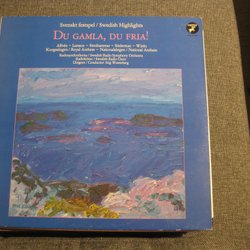 Svenskt förspel / Swedish Highlights
DU GAMLA, DU FRIA!
Alfvén - Larsson - Stenhammar - Söderman - Wirén
Kungssången / Royal Anthem - Nationalsången / National Anthem
Radiosymfonikerna / Swedish Radio Symphony Orchestra
Radiokören / Swedish Radio Choir
Dirigent / Conductor: Stig Westerberg